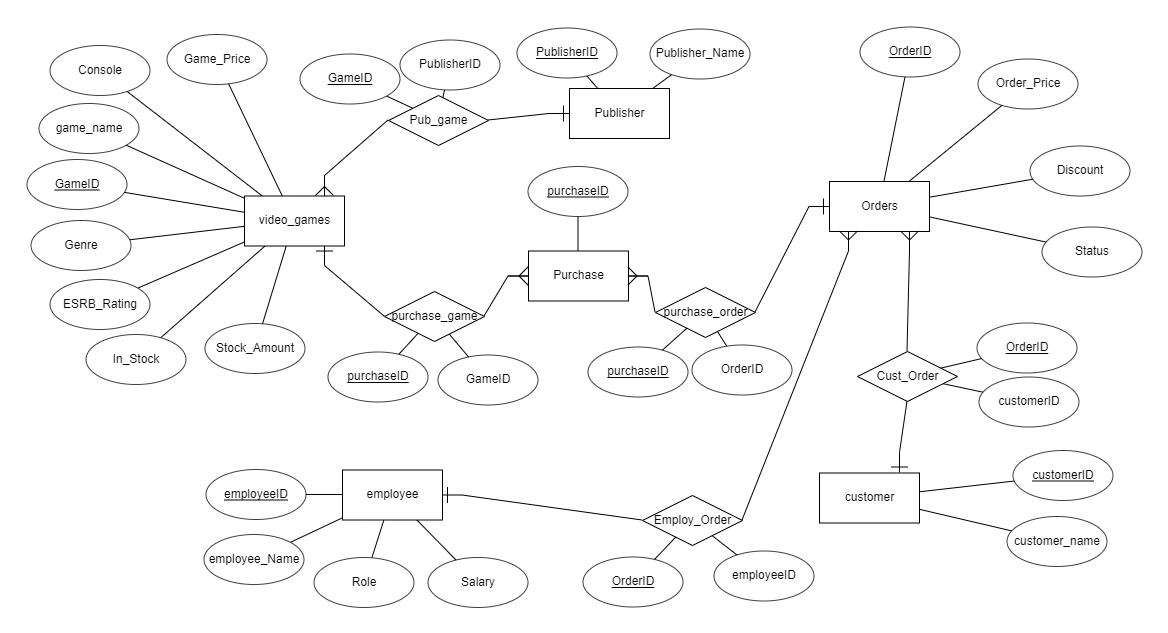 OrderID
Publisher_Name
PublisherID
Game_Price
PublisherID
Console
GameID
Order_Price
Publisher
Pub_game
game_name
Discount
GameID
purchaseID
Orders
video_games
Genre
Status
Purchase
ESRB_Rating
purchase_game
purchase_order
Stock_Amount
OrderID
In_Stock
OrderID
purchaseID
purchaseID
GameID
Cust_Order
customerID
customerID
employeeID
employee
customer
Employ_Order
customer_name
employee_Name
employeeID
Role
Salary
OrderID